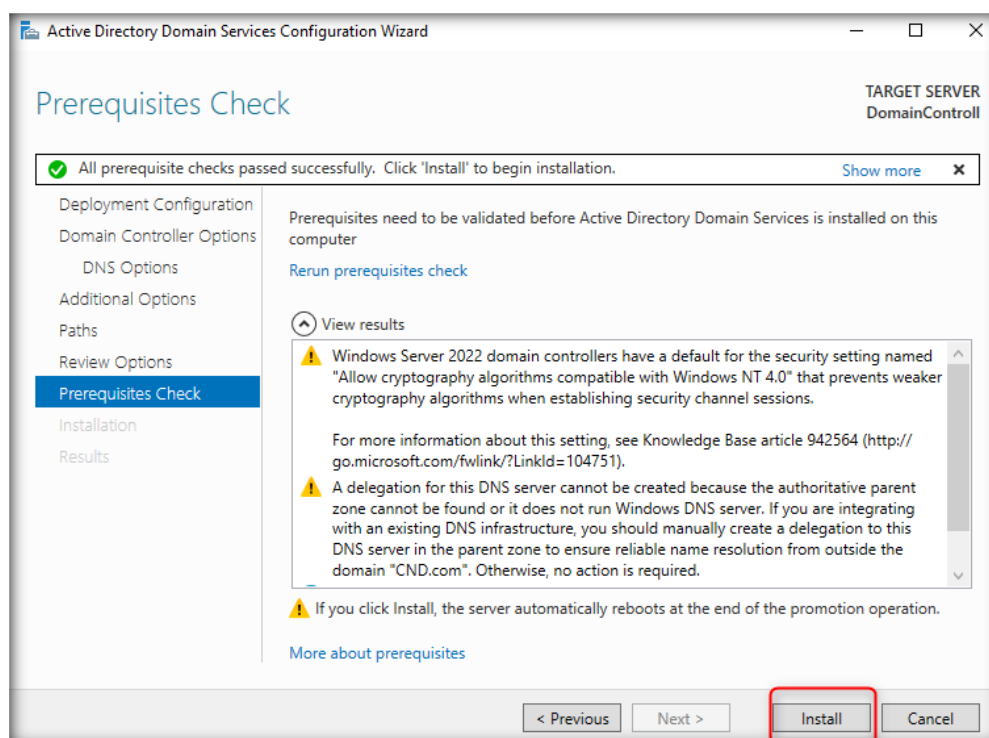 Active Directory Domain Services Configuration Wizard
Prerequisites Check
TARGET SERVER
DomainControll
All prerequisite checks passed successfully.  Click 'Install' to begin installation.
Show more
Deployment Configuration
Domain Controller Options
DNS Options
Additional Options
Paths
Review Options
Prerequisites Check
Installation
Results
Prerequisites need to be validated before Active Directory Domain Services is installed on this
computer
Rerun prerequisites check
View results
Windows Server 2022 domain controllers have a default for the security setting named
"Allow cryptography algorithms compatible with Windows NT 4.0" that prevents weaker
cryptography algorithms when establishing security channel sessions.
For more information about this setting, see Knowledge Base article 942564 (http://
go.microsoft.com/fwlink/?LinkId=104751).
A delegation for this DNS server cannot be created because the authoritative parent
zone cannot be found or it does not run Windows DNS server. If you are integrating
with an existing DNS infrastructure, you should manually create a delegation to this
DNS server in the parent zone to ensure reliable name resolution from outside the
domain "CND.com". Otherwise, no action is required.
If you click Install, the server automatically reboots at the end of the promotion operation.
More about prerequisites
< Previous
Next >
Install
Cancel